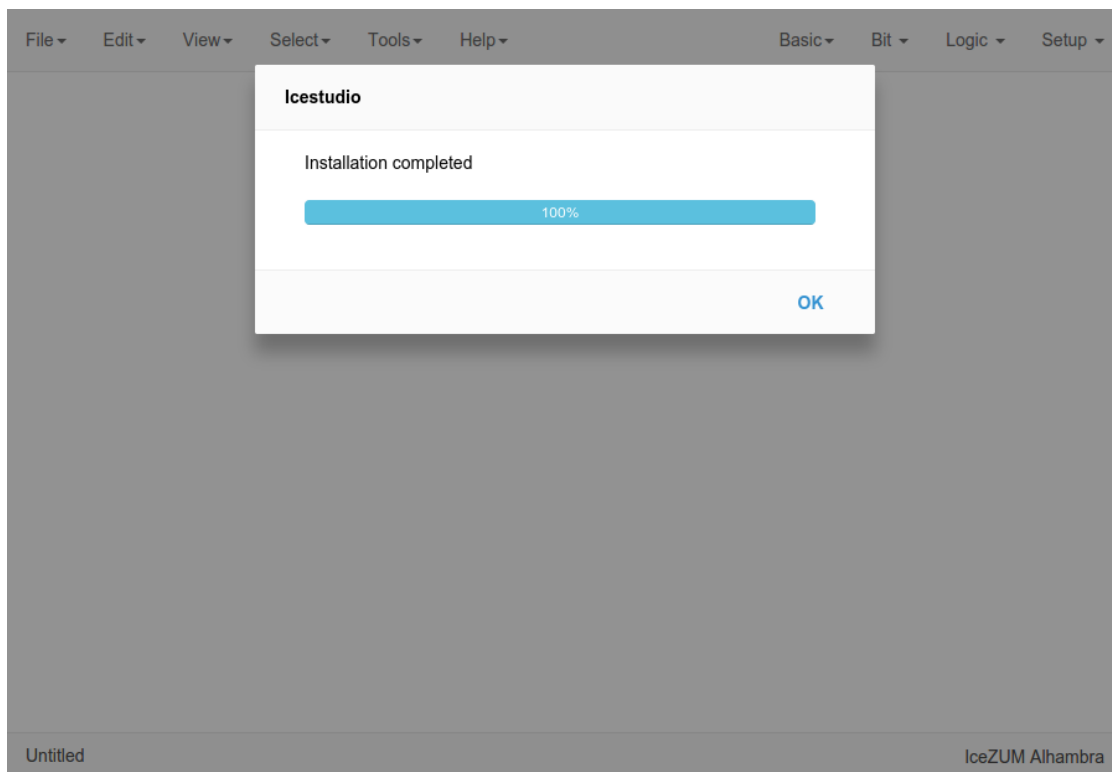 File Edit View Select Tools Help Basic Bit Logic Setup
Icestudio
Installation completed
100%
OK
Untitled IceZUM Alhambra